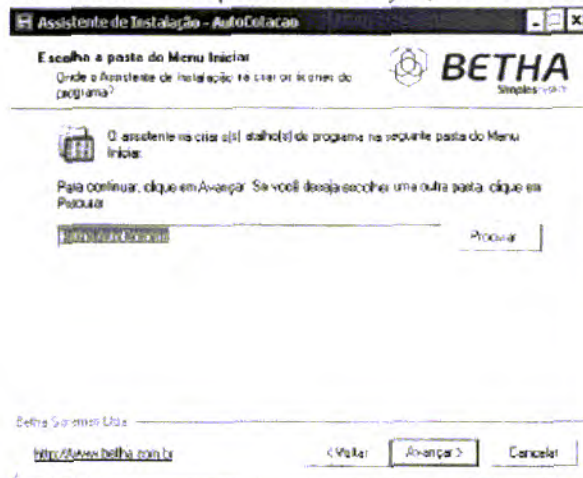 Assistente de Instalação - AutoCotacao
Escolha a pasta do Menu Iniciar
Onde o Assistente de Instalação irá criar os ícones do
programa?
BETHA
Simples
O assistente irá criar o(s) atalho(s) do programa na seguinte pasta do Menu
Iniciar.
Para continuar, clique em Avançar. Se você deseja escolher uma outra pasta, clique em
Procurar.
Procurar
Betha Sistemas Ltda
http://www.betha.com.br
< Voltar
Avançar >
Cancelar